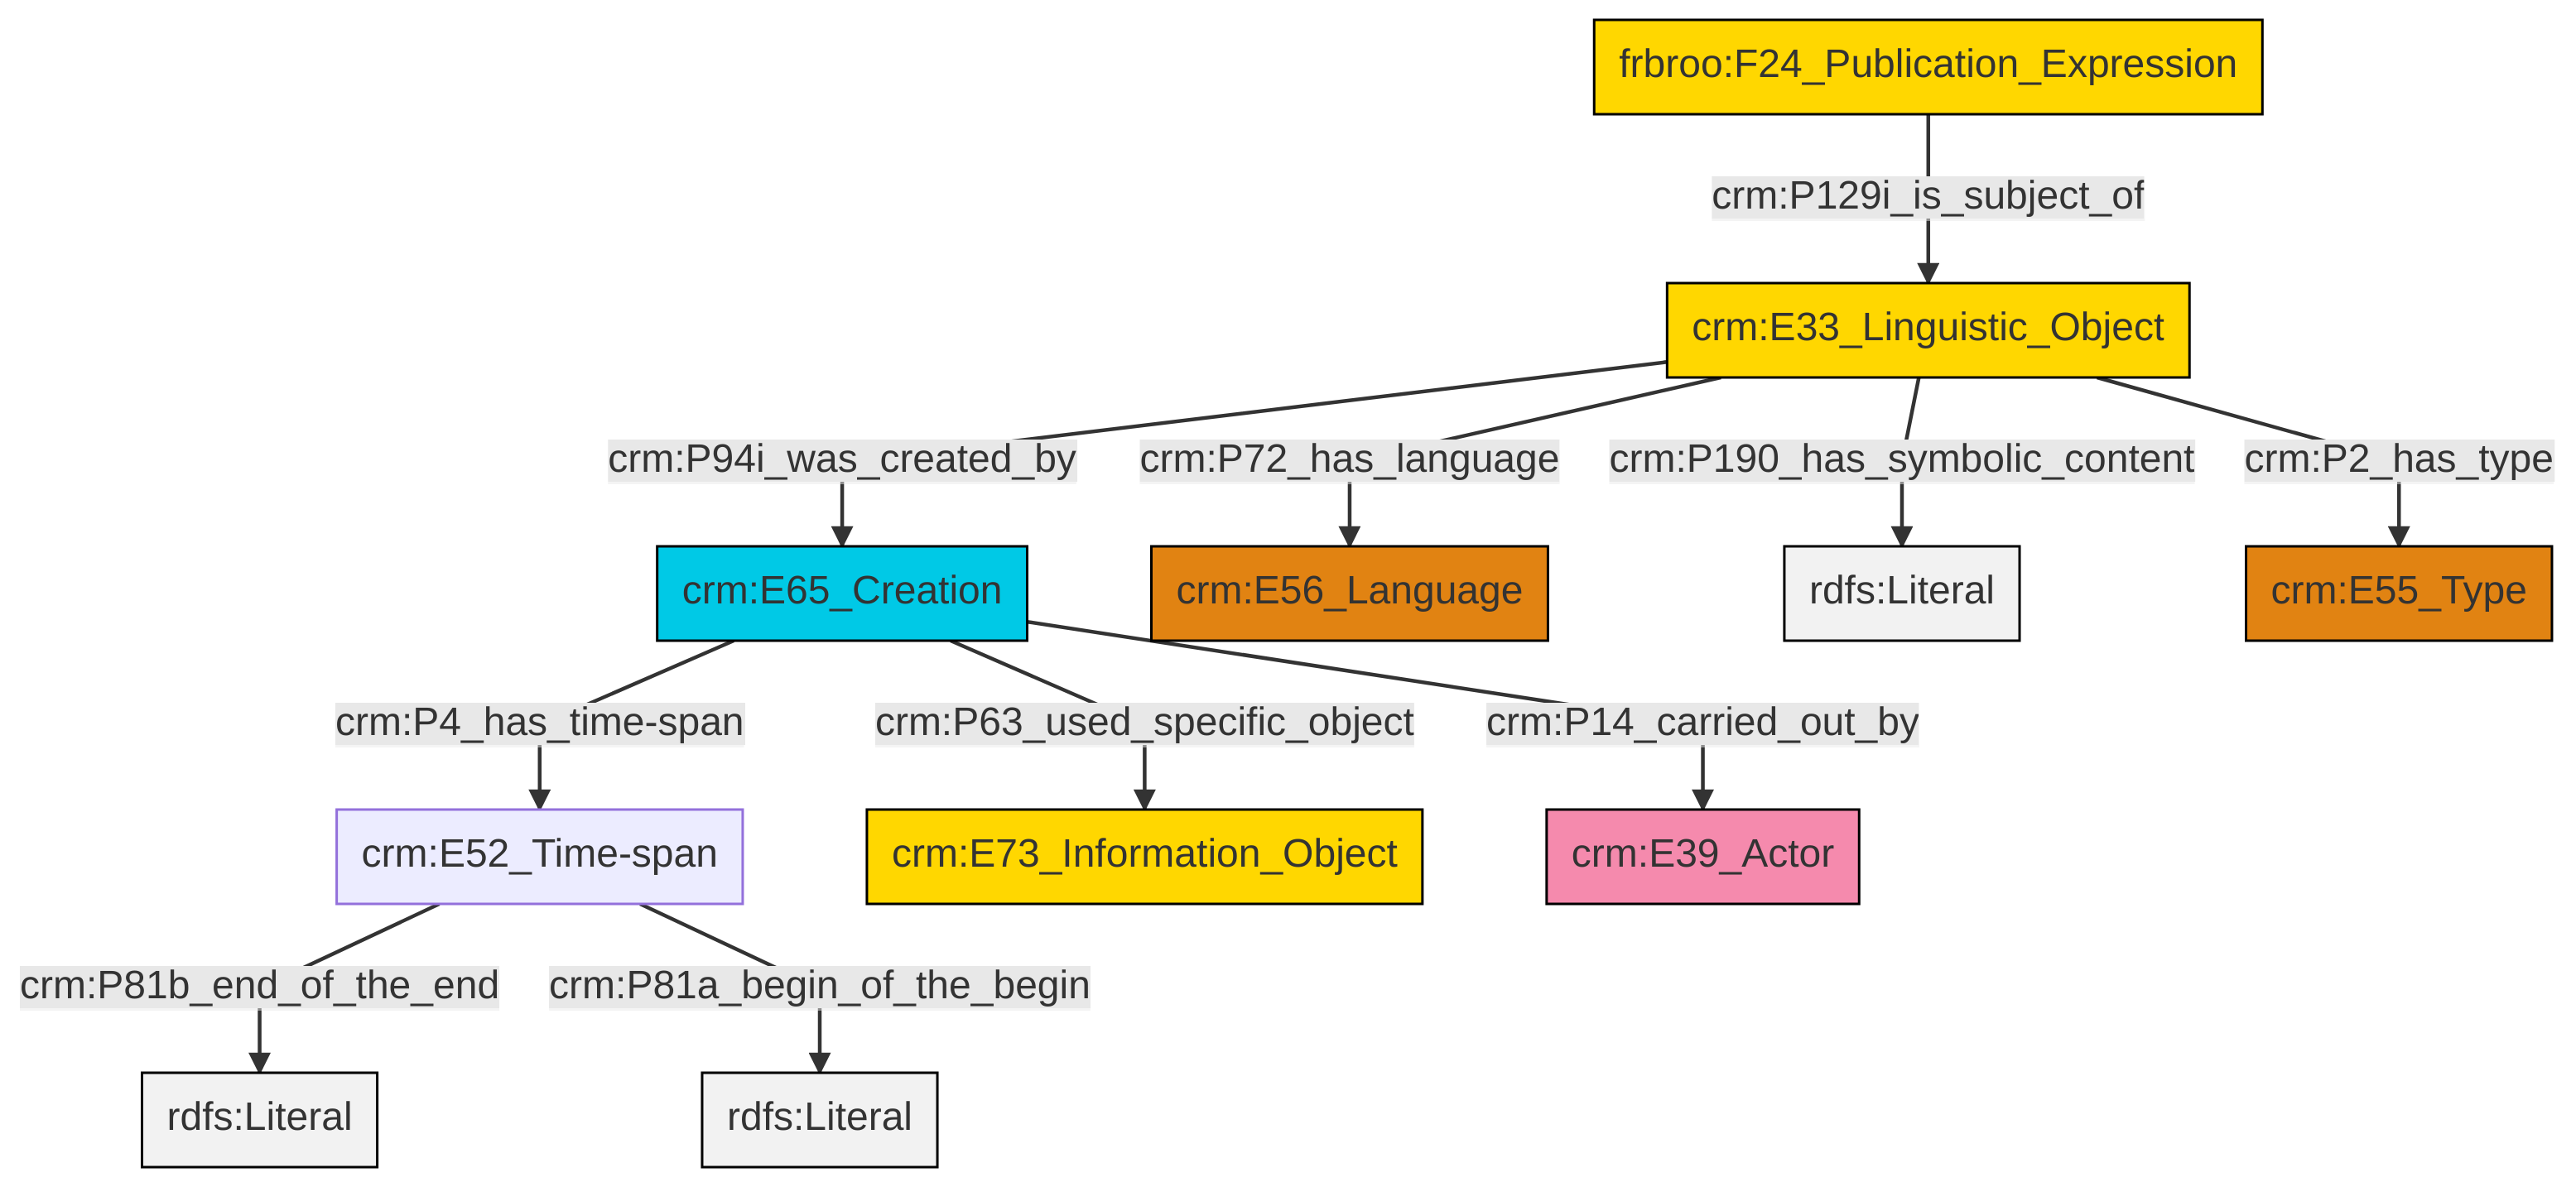 frbroo:F24_Publication_Expression
crm:P129i_is_subject_of
crm:E33_Linguistic_Object
crm:P94i_was_created_by
crm:P72_has_language
crm:P190_has_symbolic_content
crm:P2_has_type
crm:E65_Creation
crm:E56_Language
rdfs:Literal
crm:E55_Type
crm:P4_has_time-span
crm:P63_used_specific_object
crm:P14_carried_out_by
crm:E52_Time-span
crm:E73_Information_Object
crm:E39_Actor
crm:P81b_end_of_the_end
crm:P81a_begin_of_the_begin
rdfs:Literal
rdfs:Literal